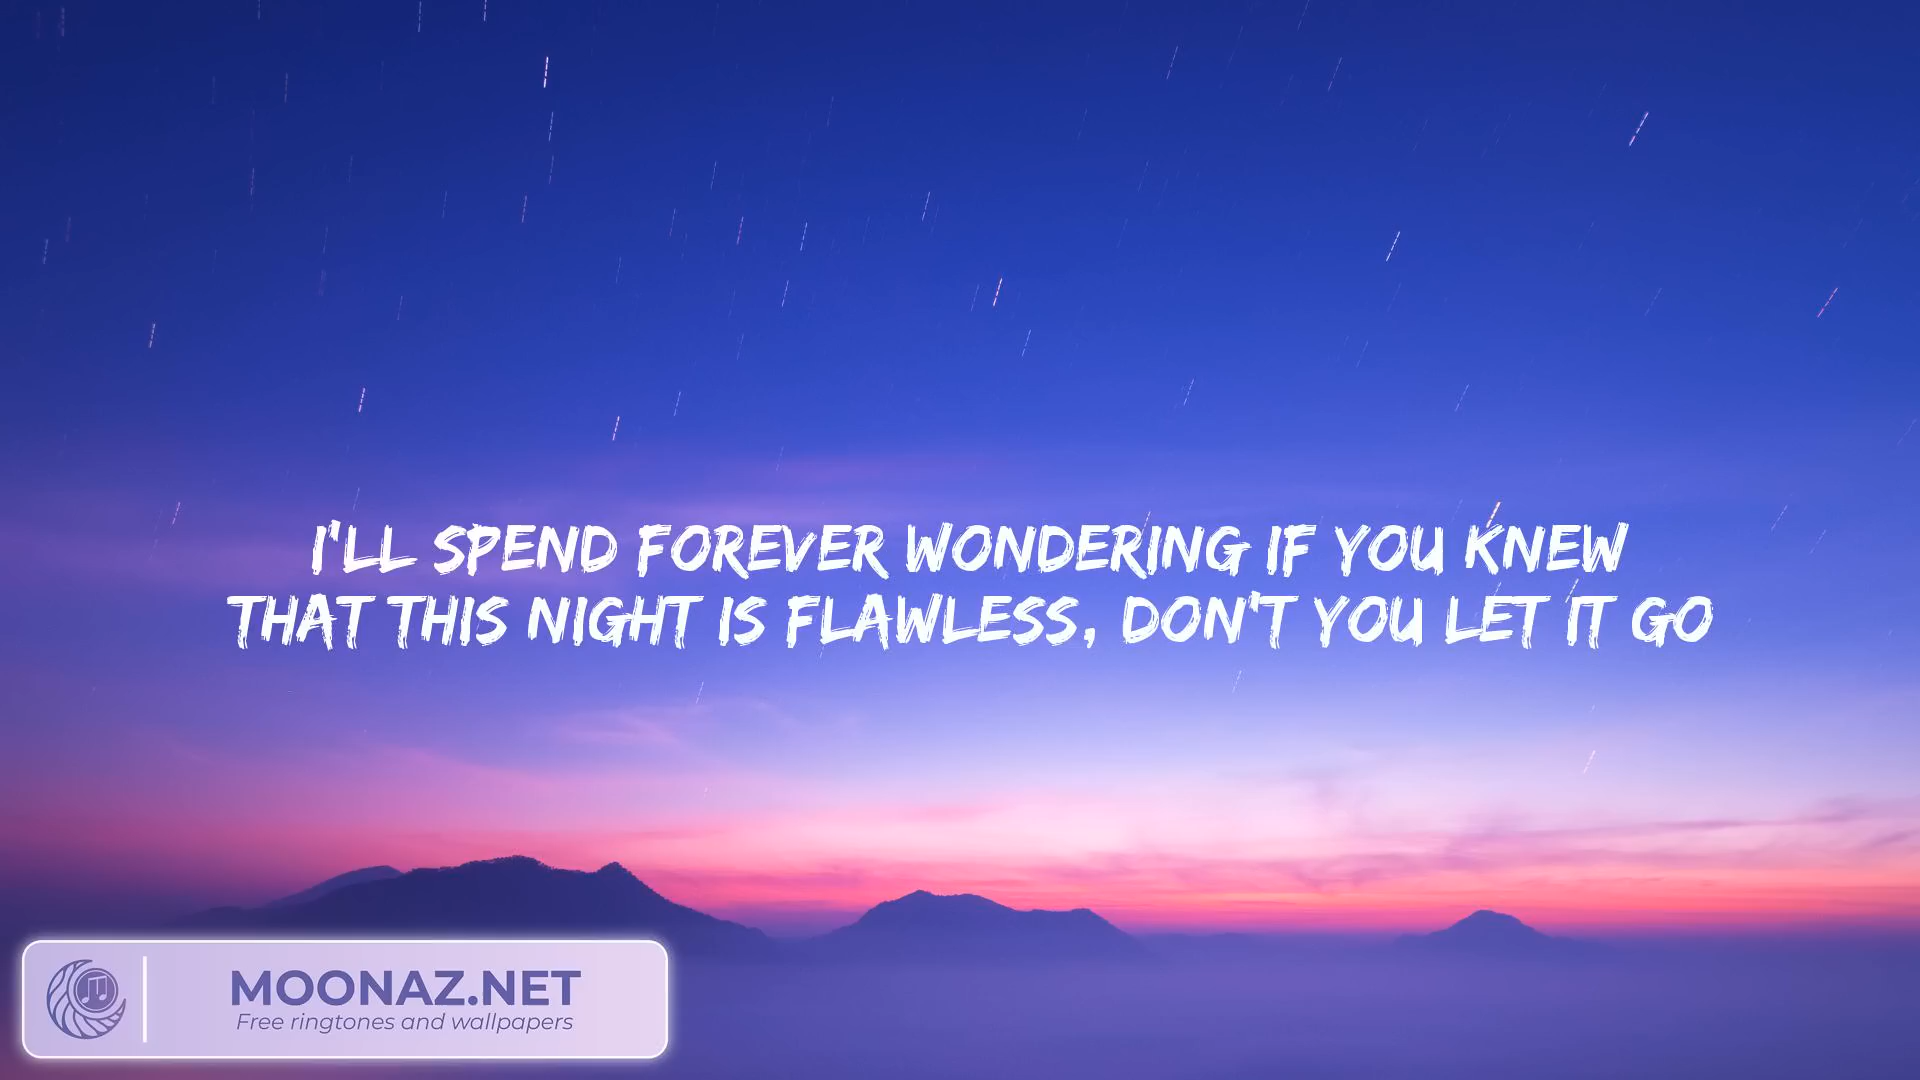 I'LL SPEND FOREVER WONDERING IF YOU KNEW
THAT THIS NIGHT IS FLAWLESS, DON'T YOU LET IT GO
MOONAZ.NET
Free ringtones and wallpapers